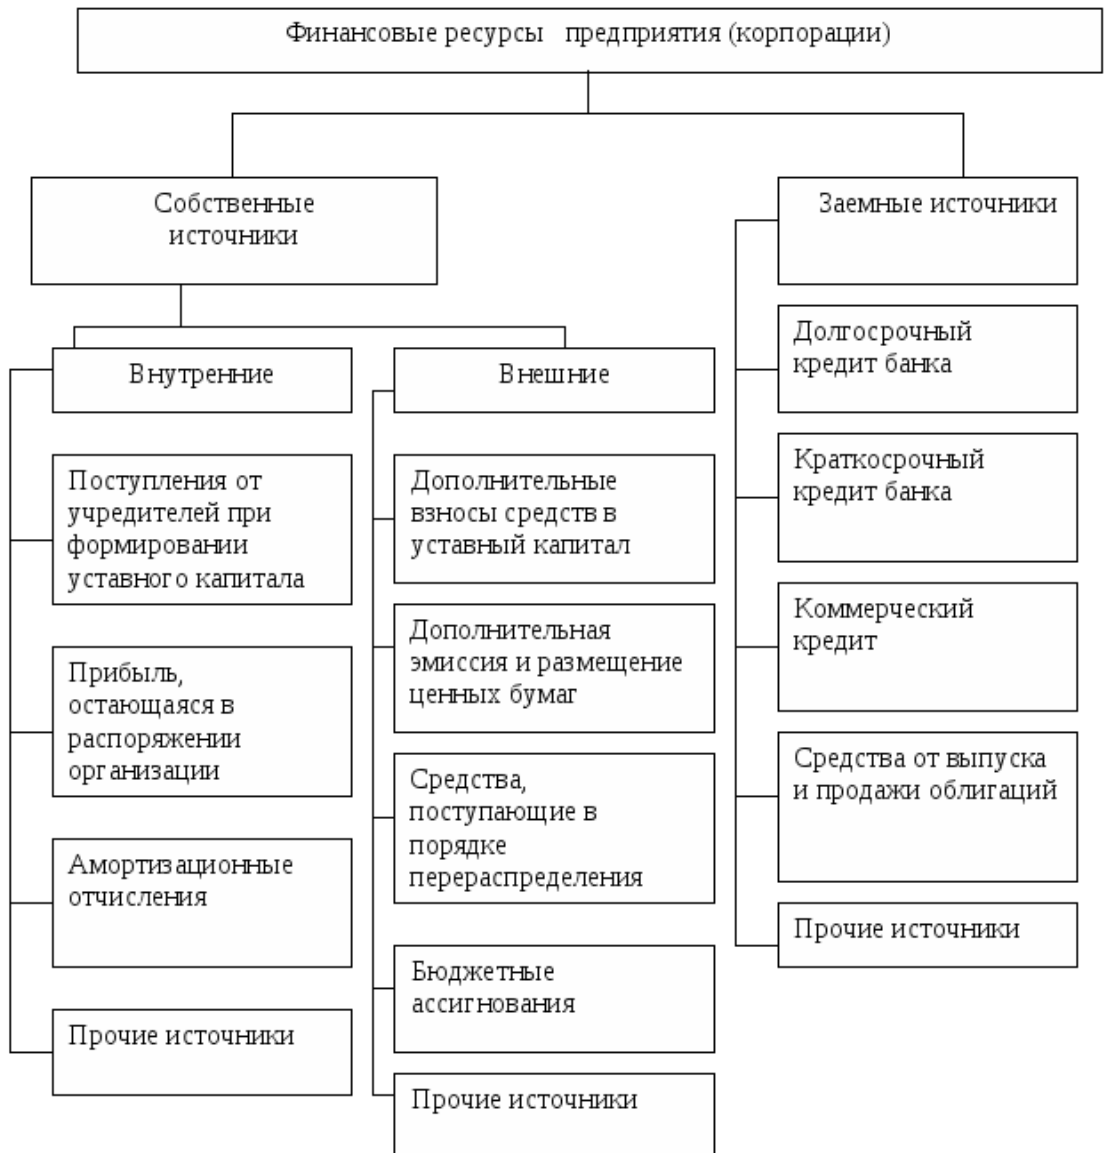 Финансовые ресурсы предприятия (корпорации)
Собственные
источники
Заемные источники
Внутренние
Внешние
Поступления от
учредителей при
формировании
уставного капитала
Прибыль,
остающаяся в
распоряжении
организации
Амортизационные
отчисления
Прочие источники
Дополнительные
взносы средств в
уставный капитал
Дополнительная
эмиссия и размещение
ценных бумаг
Средства,
поступающие в
порядке
перераспределения
Бюджетные
ассигнования
Прочие источники
Долгосрочный
кредит банка
Краткосрочный
кредит банка
Коммерческий
кредит
Средства от выпуска
и продажи облигаций
Прочие источники